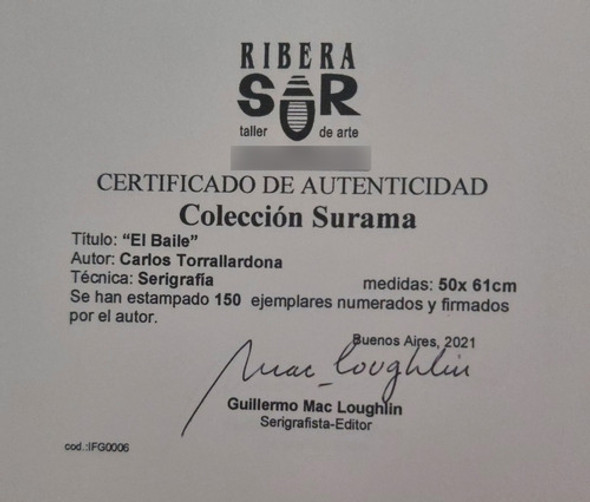 RIBERA
SUR
taller de arte
CERTIFICADO DE AUTENTICIDAD
Colección Surama
Título: “El Baile”
Autor: Carlos Torrallardona
Técnica: Serigrafía medidas: 50x 61cm
Se han estampado 150 ejemplares numerados y firmados
por el autor.
Buenos Aires, 2021
Mac_Loughlin
Guillermo Mac Loughlin
Serigrafista-Editor
cod.:IFG0006